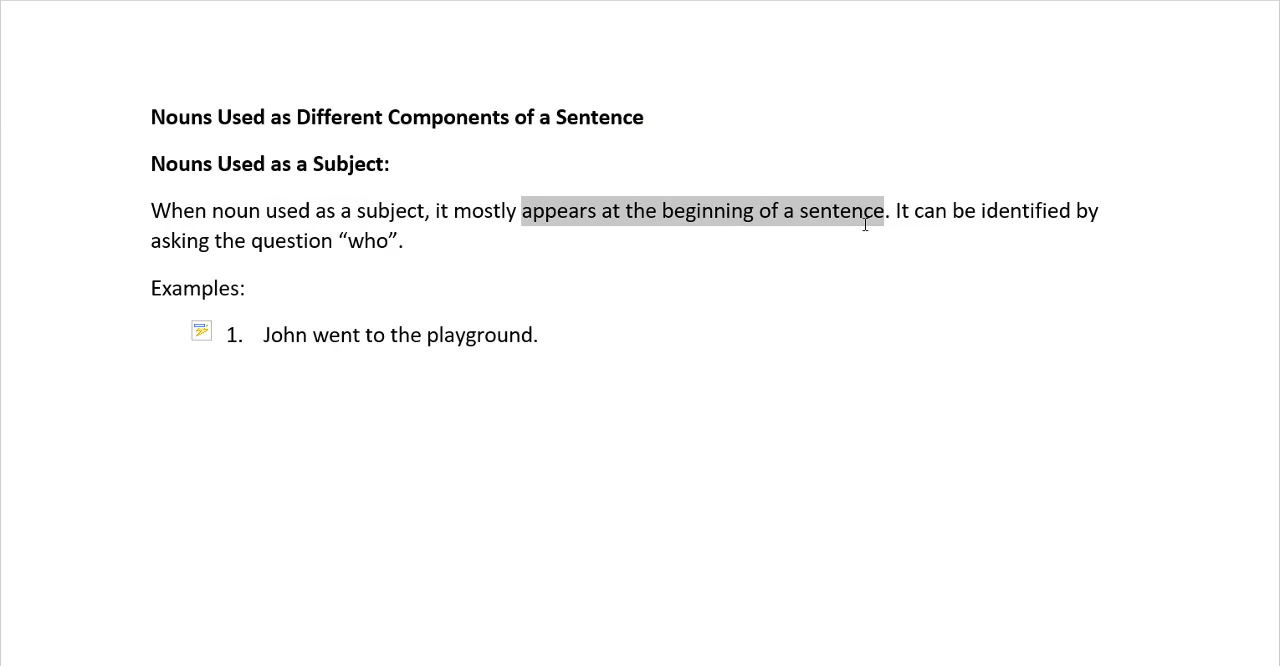 Nouns Used as Different Components of a Sentence
Nouns Used as a Subject:
When noun used as a subject, it mostly appears at the beginning of a sentence. It can be identified by
asking the question “who”.
Examples:
1. John went to the playground.